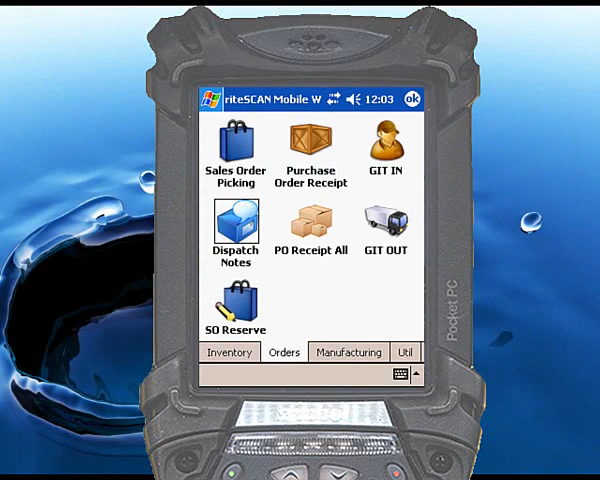 riteSCAN Mobile W 12:03 ok
Sales Order
Picking
Purchase
Order Receipt
GIT IN
Dispatch
Notes
PO Receipt All
GIT OUT
SO Reserve
Inventory Orders Manufacturing Util
Pocket PC